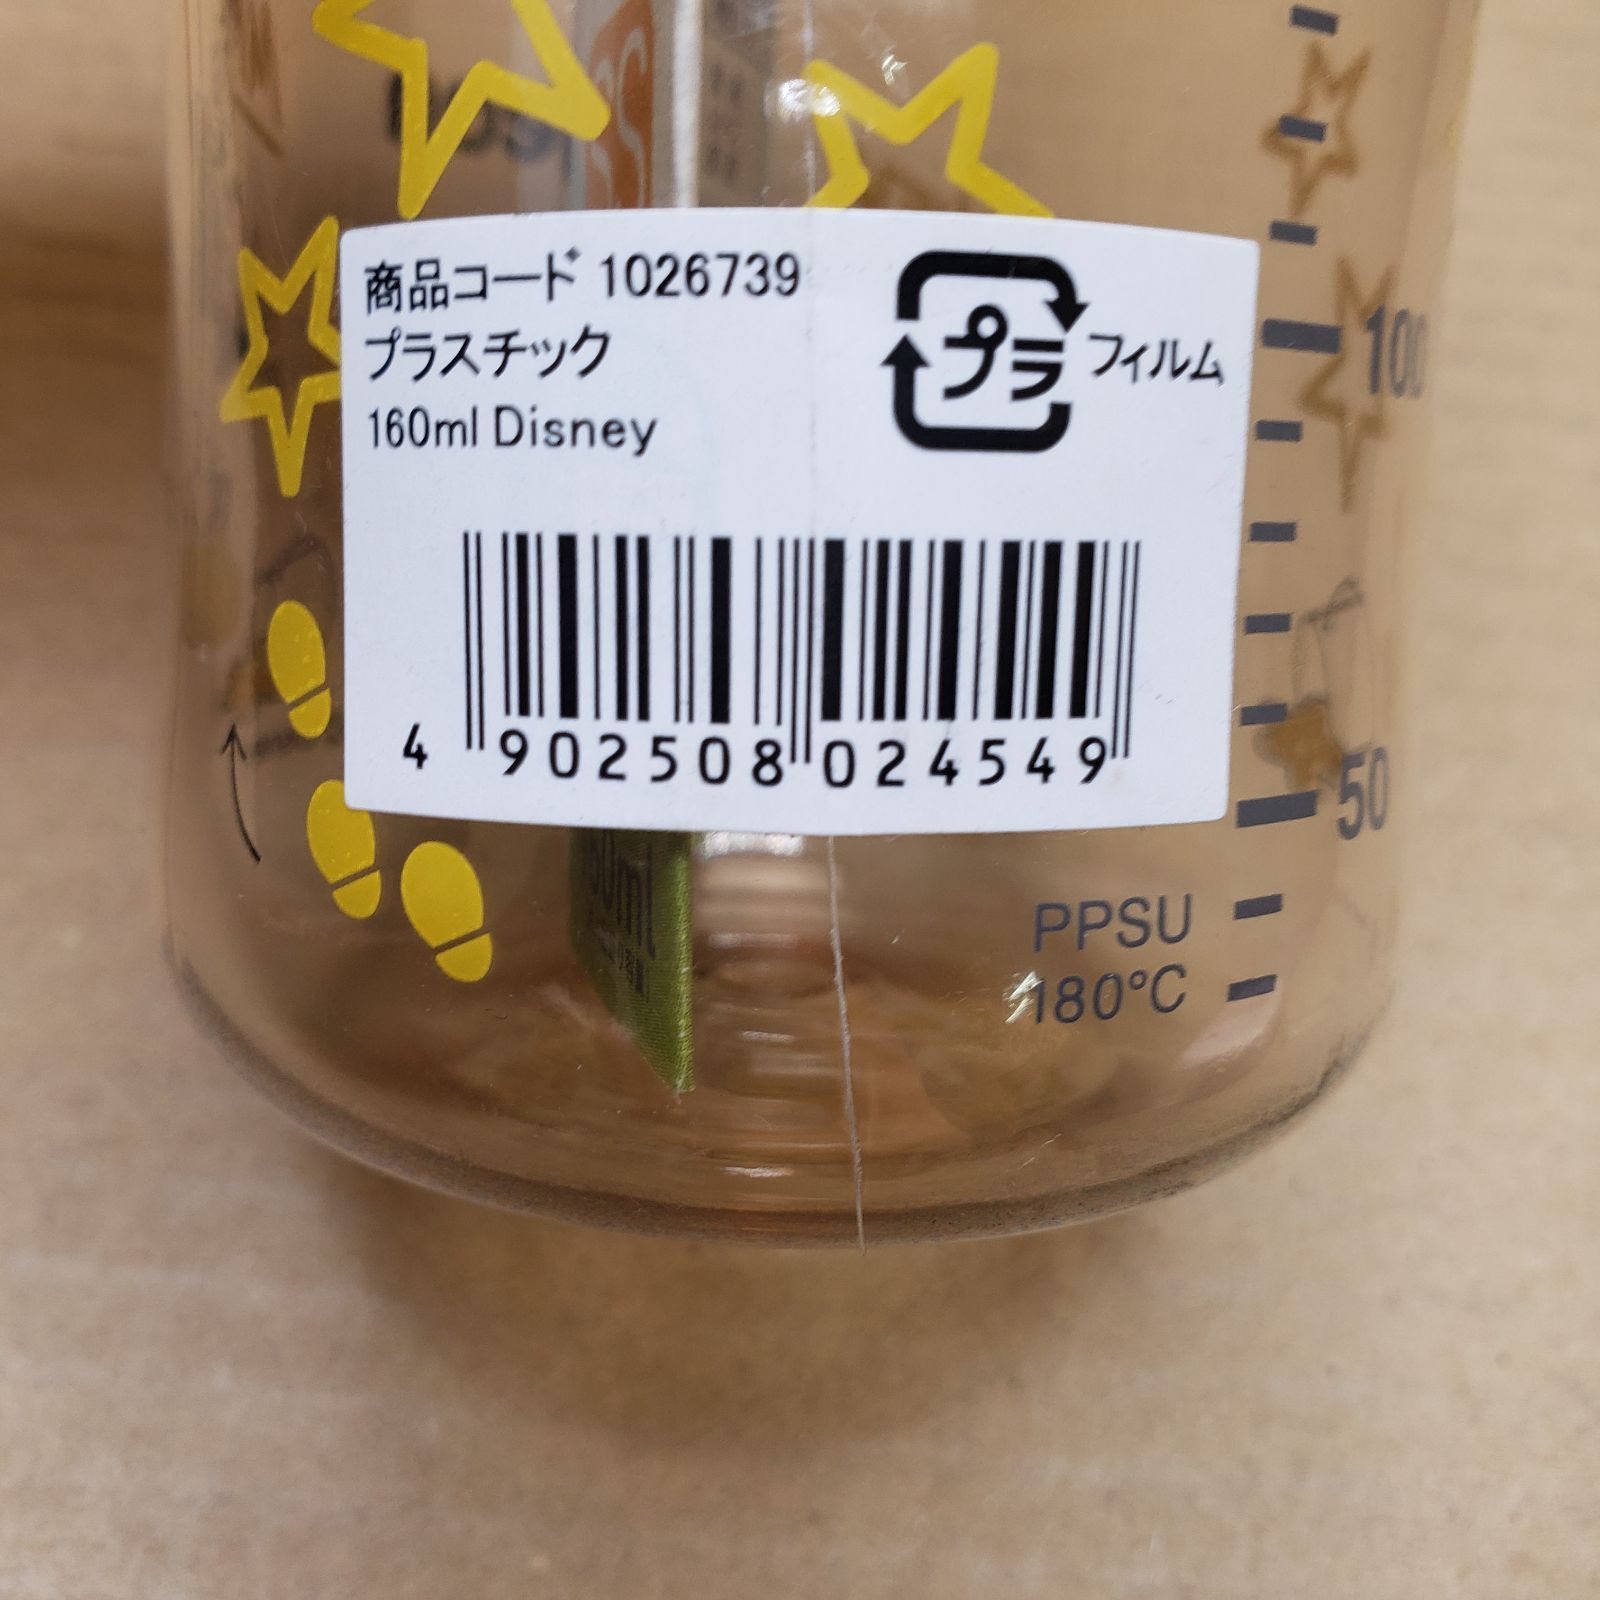 商品コード 1026739
プラスチック
160ml Disney
プラ フィルム
4 902508 024549
100
50
PPSU
180°C